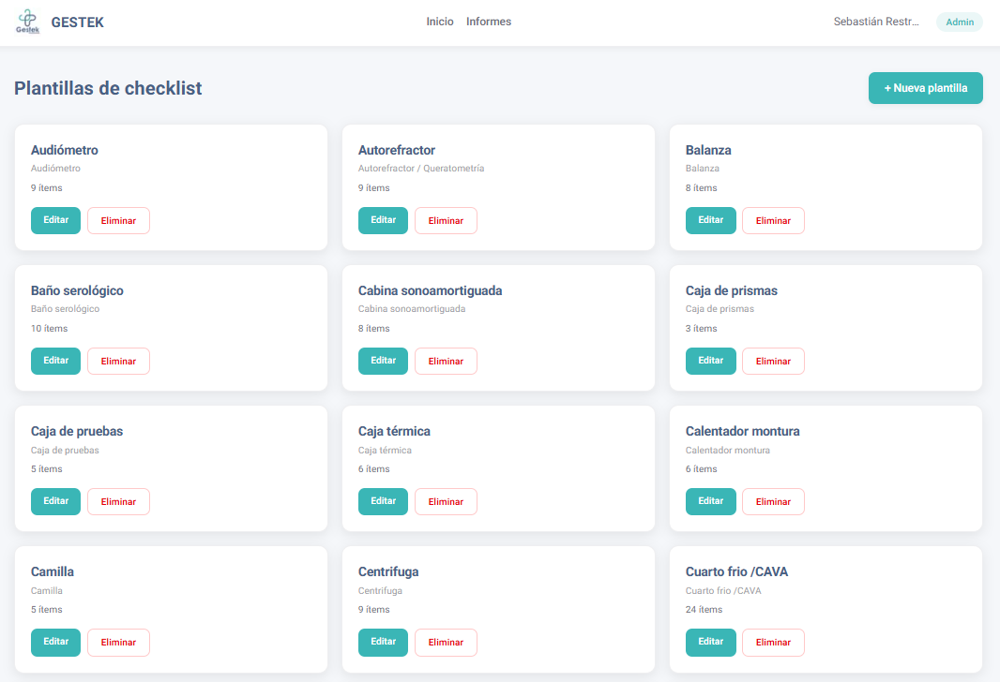 Gestek
GESTEK
Inicio Informes
Sebastián Restr...
Admin
Plantillas de checklist
+ Nueva plantilla
Audiómetro
Audiómetro
9 ítems
Editar Eliminar
Autorefractor
Autorefractor / Queratometría
9 ítems
Editar Eliminar
Balanza
Balanza
8 ítems
Editar Eliminar
Baño serológico
Baño serológico
10 ítems
Editar Eliminar
Cabina sonoamortiguada
Cabina sonoamortiguada
8 ítems
Editar Eliminar
Caja de prismas
Caja de prismas
3 ítems
Editar Eliminar
Caja de pruebas
Caja de pruebas
5 ítems
Editar Eliminar
Caja térmica
Caja térmica
6 ítems
Editar Eliminar
Calentador montura
Calentador montura
6 ítems
Editar Eliminar
Camilla
Camilla
5 ítems
Editar Eliminar
Centrifuga
Centrifuga
9 ítems
Editar Eliminar
Cuarto frio /CAVA
Cuarto frio /CAVA
24 ítems
Editar Eliminar